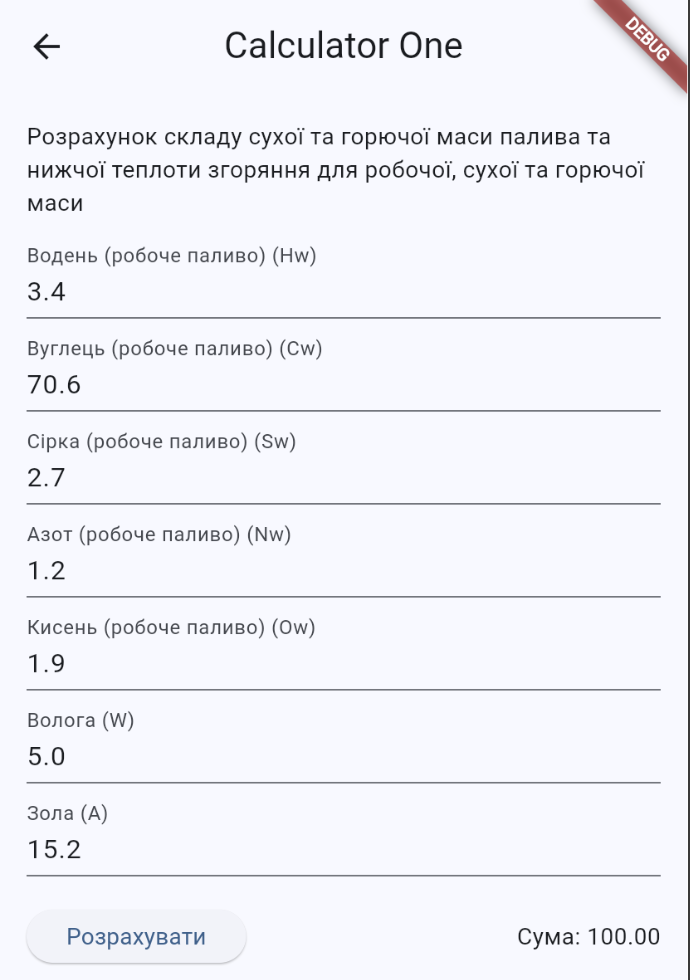 Calculator One
DEBUG
Розрахунок складу сухої та горючої маси палива та
нижчої теплоти згоряння для робочої, сухої та горючої
маси
Водень (робоче паливо) (Hw)
3.4
Вуглець (робоче паливо) (Cw)
70.6
Сірка (робоче паливо) (Sw)
2.7
Азот (робоче паливо) (Nw)
1.2
Кисень (робоче паливо) (Ow)
1.9
Волога (W)
5.0
Зола (A)
15.2
Розрахувати
Сума: 100.00